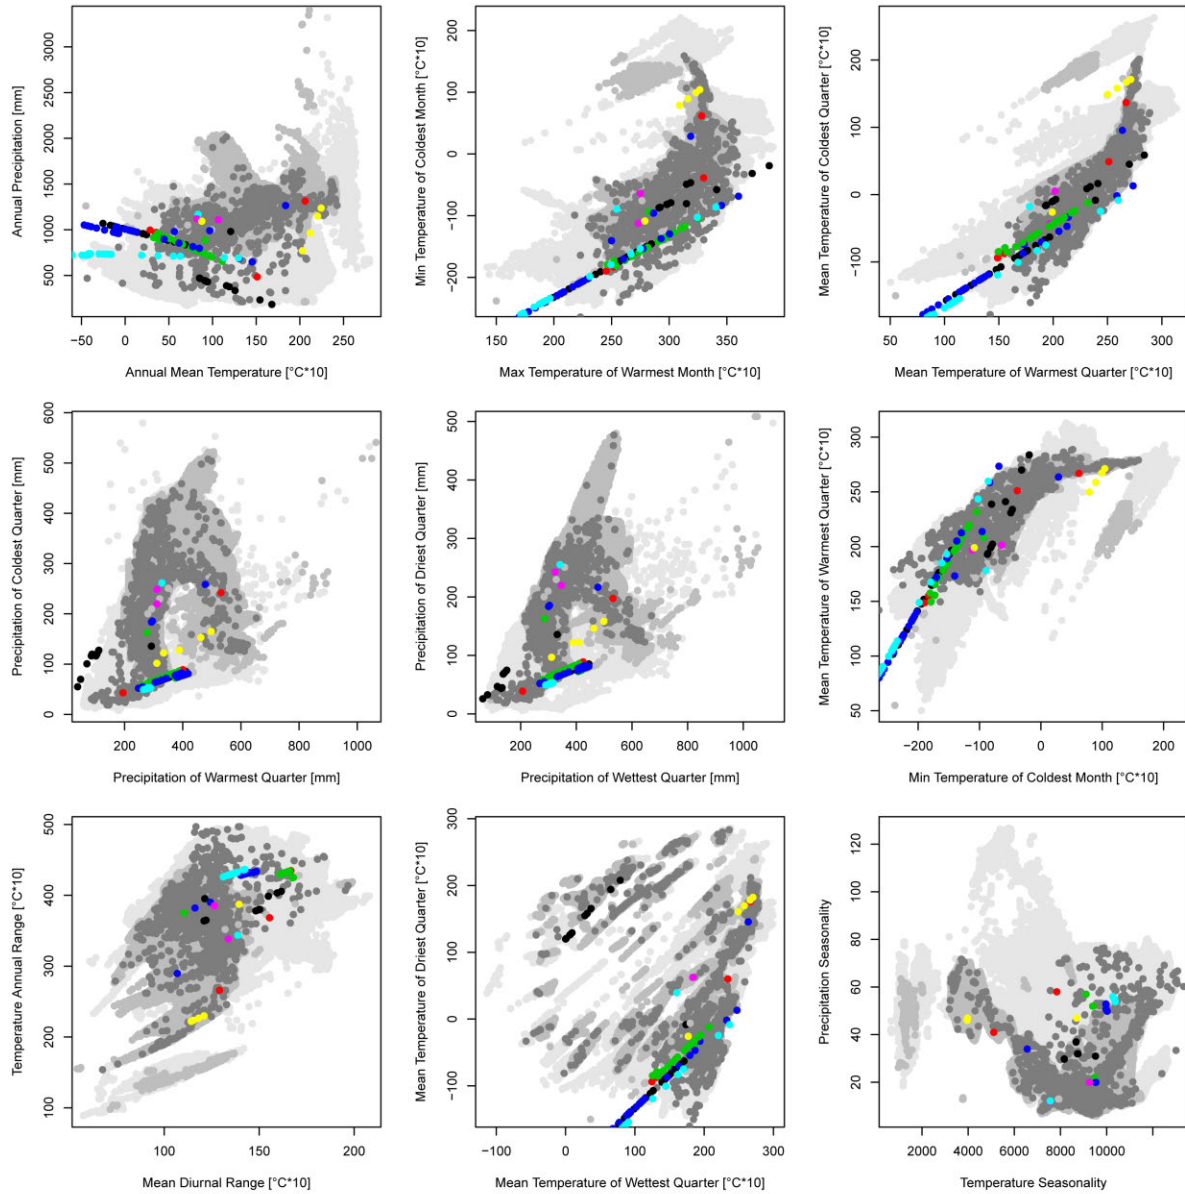 Annual Precipitation [mm]
3000
2500
2000
1500
1000
500
−50 0 50 100 150 200 250
Annual Mean Temperature [°C*10]
Min Temperature of Coldest Month [°C*10]
200
100
0
−100
−200
150 200 250 300 350 400
Max Temperature of Warmest Month [°C*10]
Mean Temperature of Coldest Quarter [°C*10]
200
100
0
−100
50 100 150 200 250 300
Mean Temperature of Warmest Quarter [°C*10]
Precipitation of Coldest Quarter [mm]
600
500
400
300
200
100
0
200 400 600 800 1000
Precipitation of Warmest Quarter [mm]
Precipitation of Driest Quarter [mm]
500
400
300
200
100
0
200 400 600 800 1000
Precipitation of Wettest Quarter [mm]
Mean Temperature of Warmest Quarter [°C*10]
300
250
200
150
100
50
−200 −100 0 100 200
Min Temperature of Coldest Month [°C*10]
Temperature Annual Range [°C*10]
500
400
300
200
100
100 150 200
Mean Diurnal Range [°C*10]
Mean Temperature of Driest Quarter [°C*10]
300
200
100
0
−100
−100 0 100 200 300
Mean Temperature of Wettest Quarter [°C*10]
Precipitation Seasonality
120
100
80
60
40
20
2000 4000 6000 8000 10000
Temperature Seasonality